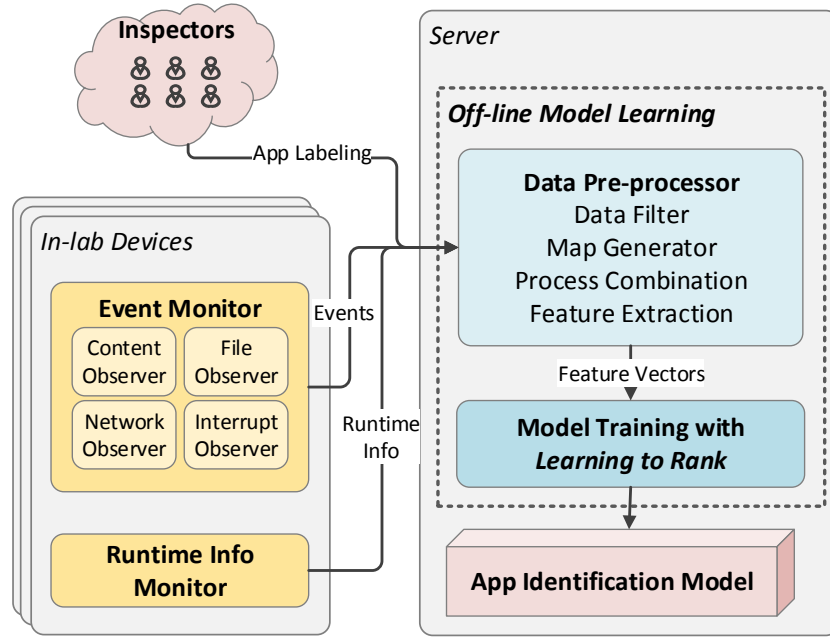 Inspectors
App Labeling
In-lab Devices
Event Monitor
Content
Observer
File
Observer
Network
Observer
Interrupt
Observer
Events
Runtime
Info
Runtime Info
Monitor
Server
Off-line Model Learning
Data Pre-processor
Data Filter
Map Generator
Process Combination
Feature Extraction
Feature Vectors
Model Training with
Learning to Rank
App Identification Model